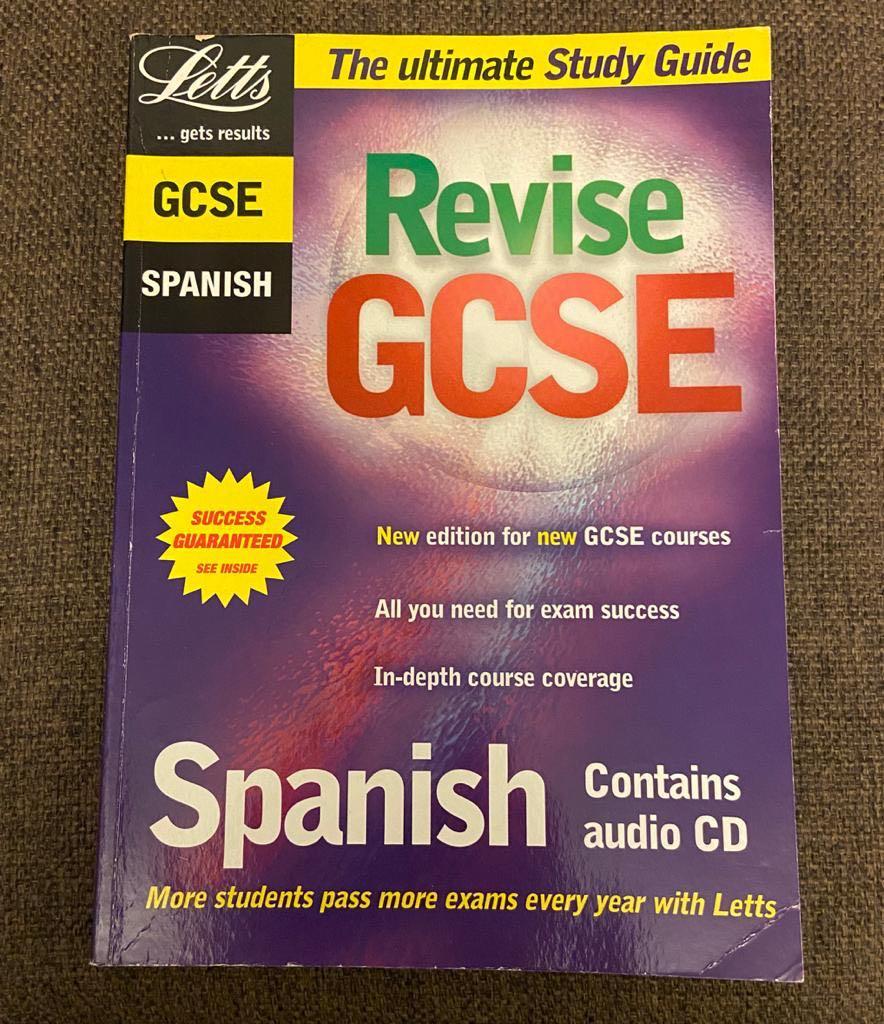 Letts
... gets results
GCSE
SPANISH
The ultimate Study Guide
Revise
GCSE
SUCCESS
GUARANTEED
SEE INSIDE
New edition for new GCSE courses
All you need for exam success
In-depth course coverage
Spanish
Contains
audio CD
More students pass more exams every year with Letts